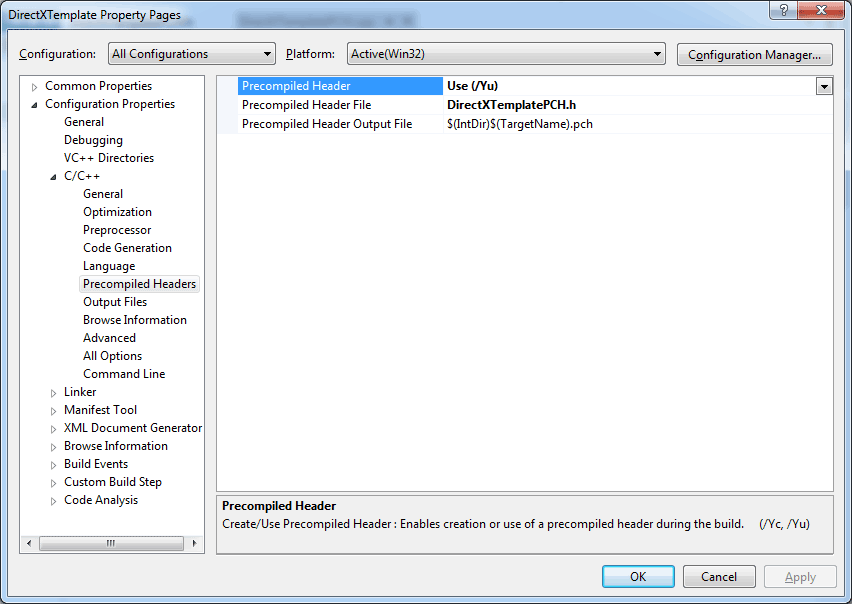 DirectXTemplate Property Pages
Configuration: All Configurations Platform: Active(Win32) Configuration Manager...
Common Properties
Configuration Properties
General
Debugging
VC++ Directories
C/C++
General
Optimization
Preprocessor
Code Generation
Language
Precompiled Headers
Output Files
Browse Information
Advanced
All Options
Command Line
Linker
Manifest Tool
XML Document Generator
Browse Information
Build Events
Custom Build Step
Code Analysis
Precompiled Header Use (/Yu)
Precompiled Header File DirectXTemplatePCH.h
Precompiled Header Output File $(IntDir)$(TargetName).pch
Precompiled Header
Create/Use Precompiled Header : Enables creation or use of a precompiled header during the build. (/Yc, /Yu)
OK Cancel Apply